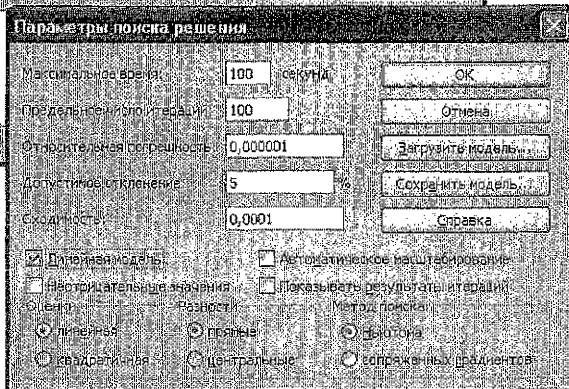 Параметры поиска решения
Максимальное время: 100 секунд
OK
Предельное число итераций: 100
Отмена
Относительная погрешность: 0,000001
Загрузить модель...
Допустимое отклонение: 5 %
Сохранить модель...
Сходимость: 0,0001
Справка
Линейная модель
Автоматическое масштабирование
Неотрицательные значения
Показывать результаты итераций
Оценки
Разности
Метод поиска
линейная
прямые
Ньютона
квадратичная
центральные
сопряженных градиентов